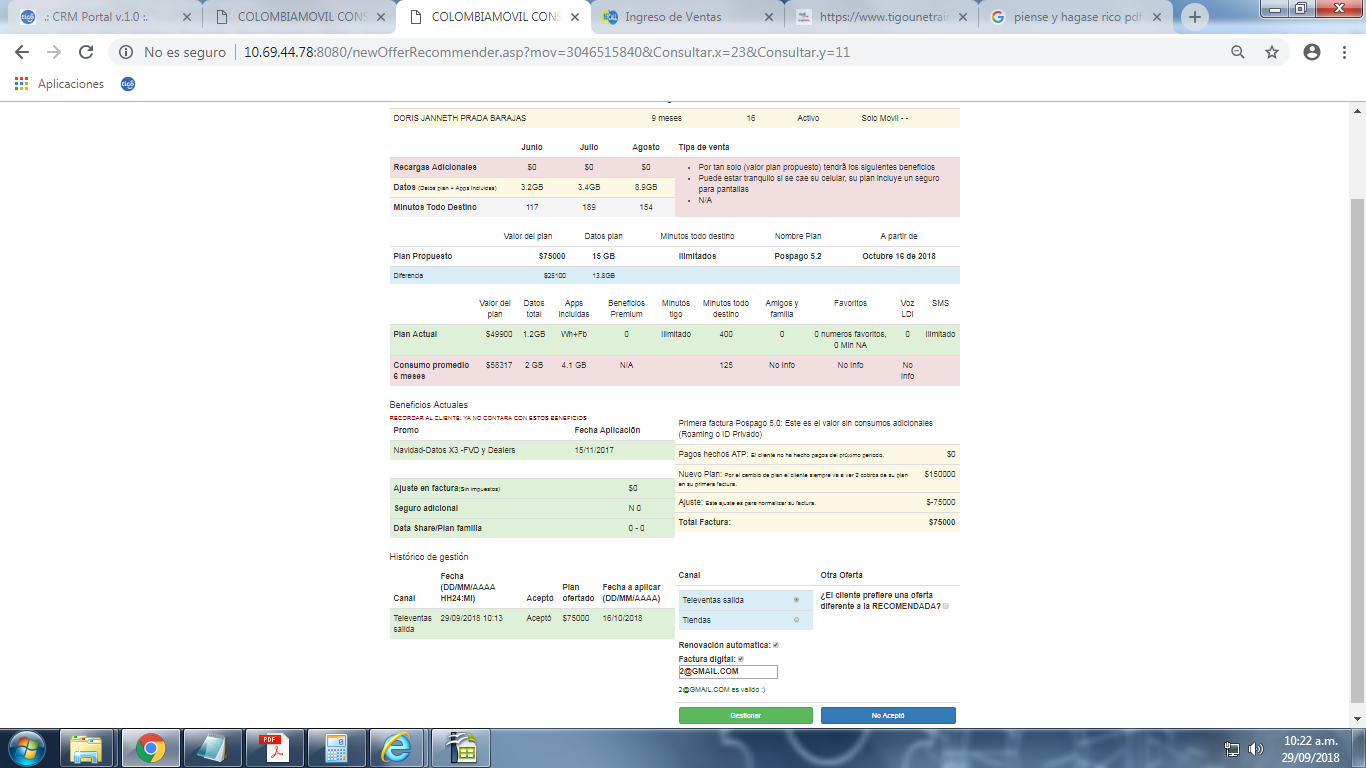 .: CRM Portal v.1.0 :.
COLOMBIAMOVIL CONS
COLOMBIAMOVIL CONS
Ingreso de Ventas
https://www.tigounetrain
piense y hagase rico pdf
No es seguro
10.69.44.78:8080/newOfferRecommender.asp?mov=3046515840&Consultar.x=23&Consultar.y=11
Aplicaciones
DORIS JANNETH PRADA BARAJAS 9 meses 16 Activo Solo Movil - -
Junio Julio Agosto
Recargas Adicionales $0 $0 $0
Datos (Datos plan + Apps incluidas) 3.2GB 3.4GB 8.9GB
Minutos Todo Destino 117 189 154
Tips de venta
Por tan solo (valor plan propuesto) tendrá los siguientes beneficios
Puede estar tranquilo si se cae su celular, su plan incluye un seguro
para pantallas
N/A
Valor del plan Datos plan Minutos todo destino Nombre Plan A partir de
Plan Propuesto $75000 15 GB Ilimitados Pospago 5.2 Octubre 16 de 2018
Diferencia $25100 13.8GB
Valor del plan Datos total Apps incluidas Beneficios Premium Minutos tigo Minutos todo destino Amigos y familia Favoritos Voz LDI SMS
Plan Actual $49900 1.2GB Wh+Fb 0 Ilimitado 400 0 0 numeros favoritos, 0 Min NA 0 Ilimitado
Consumo promedio 6 meses $58317 2 GB 4.1 GB N/A 125 No info No info No info
Beneficios Actuales
RECORDAR AL CLIENTE: YA NO CONTARA CON ESTOS BENEFICIOS
Promo Fecha Aplicación
Navidad-Datos X3 -FVD y Dealers 15/11/2017
Ajuste en factura(Sin impuestos) $0
Seguro adicional N 0
Data Share/Plan familia 0 - 0
Primera factura Pospago 5.0: Este es el valor sin consumos adicionales
(Roaming o ID Privado)
Pagos hechos ATP: El cliente no ha hecho pagos del próximo periodo. $0
Nuevo Plan: Por el cambio de plan el cliente siempre va a ver 2 cobros de su plan $150000
en su primera factura.
Ajuste: Este ajuste es para normalizar su factura. $-75000
Total Factura: $75000
Histórico de gestión
Canal Fecha (DD/MM/AAAA HH24:MI) Aceptó Plan ofertado Fecha a aplicar (DD/MM/AAAA)
Televentas salida 29/09/2018 10:13 Aceptó $75000 16/10/2018
Canal Otra Oferta
Televentas salida
Tiendas
¿El cliente prefiere una oferta
diferente a la RECOMENDADA?
Renovación automatica:
Factura digital:
2@GMAIL.COM
2@GMAIL.COM es valido :)
Gestionar No Aceptó
10:22 a.m.
29/09/2018